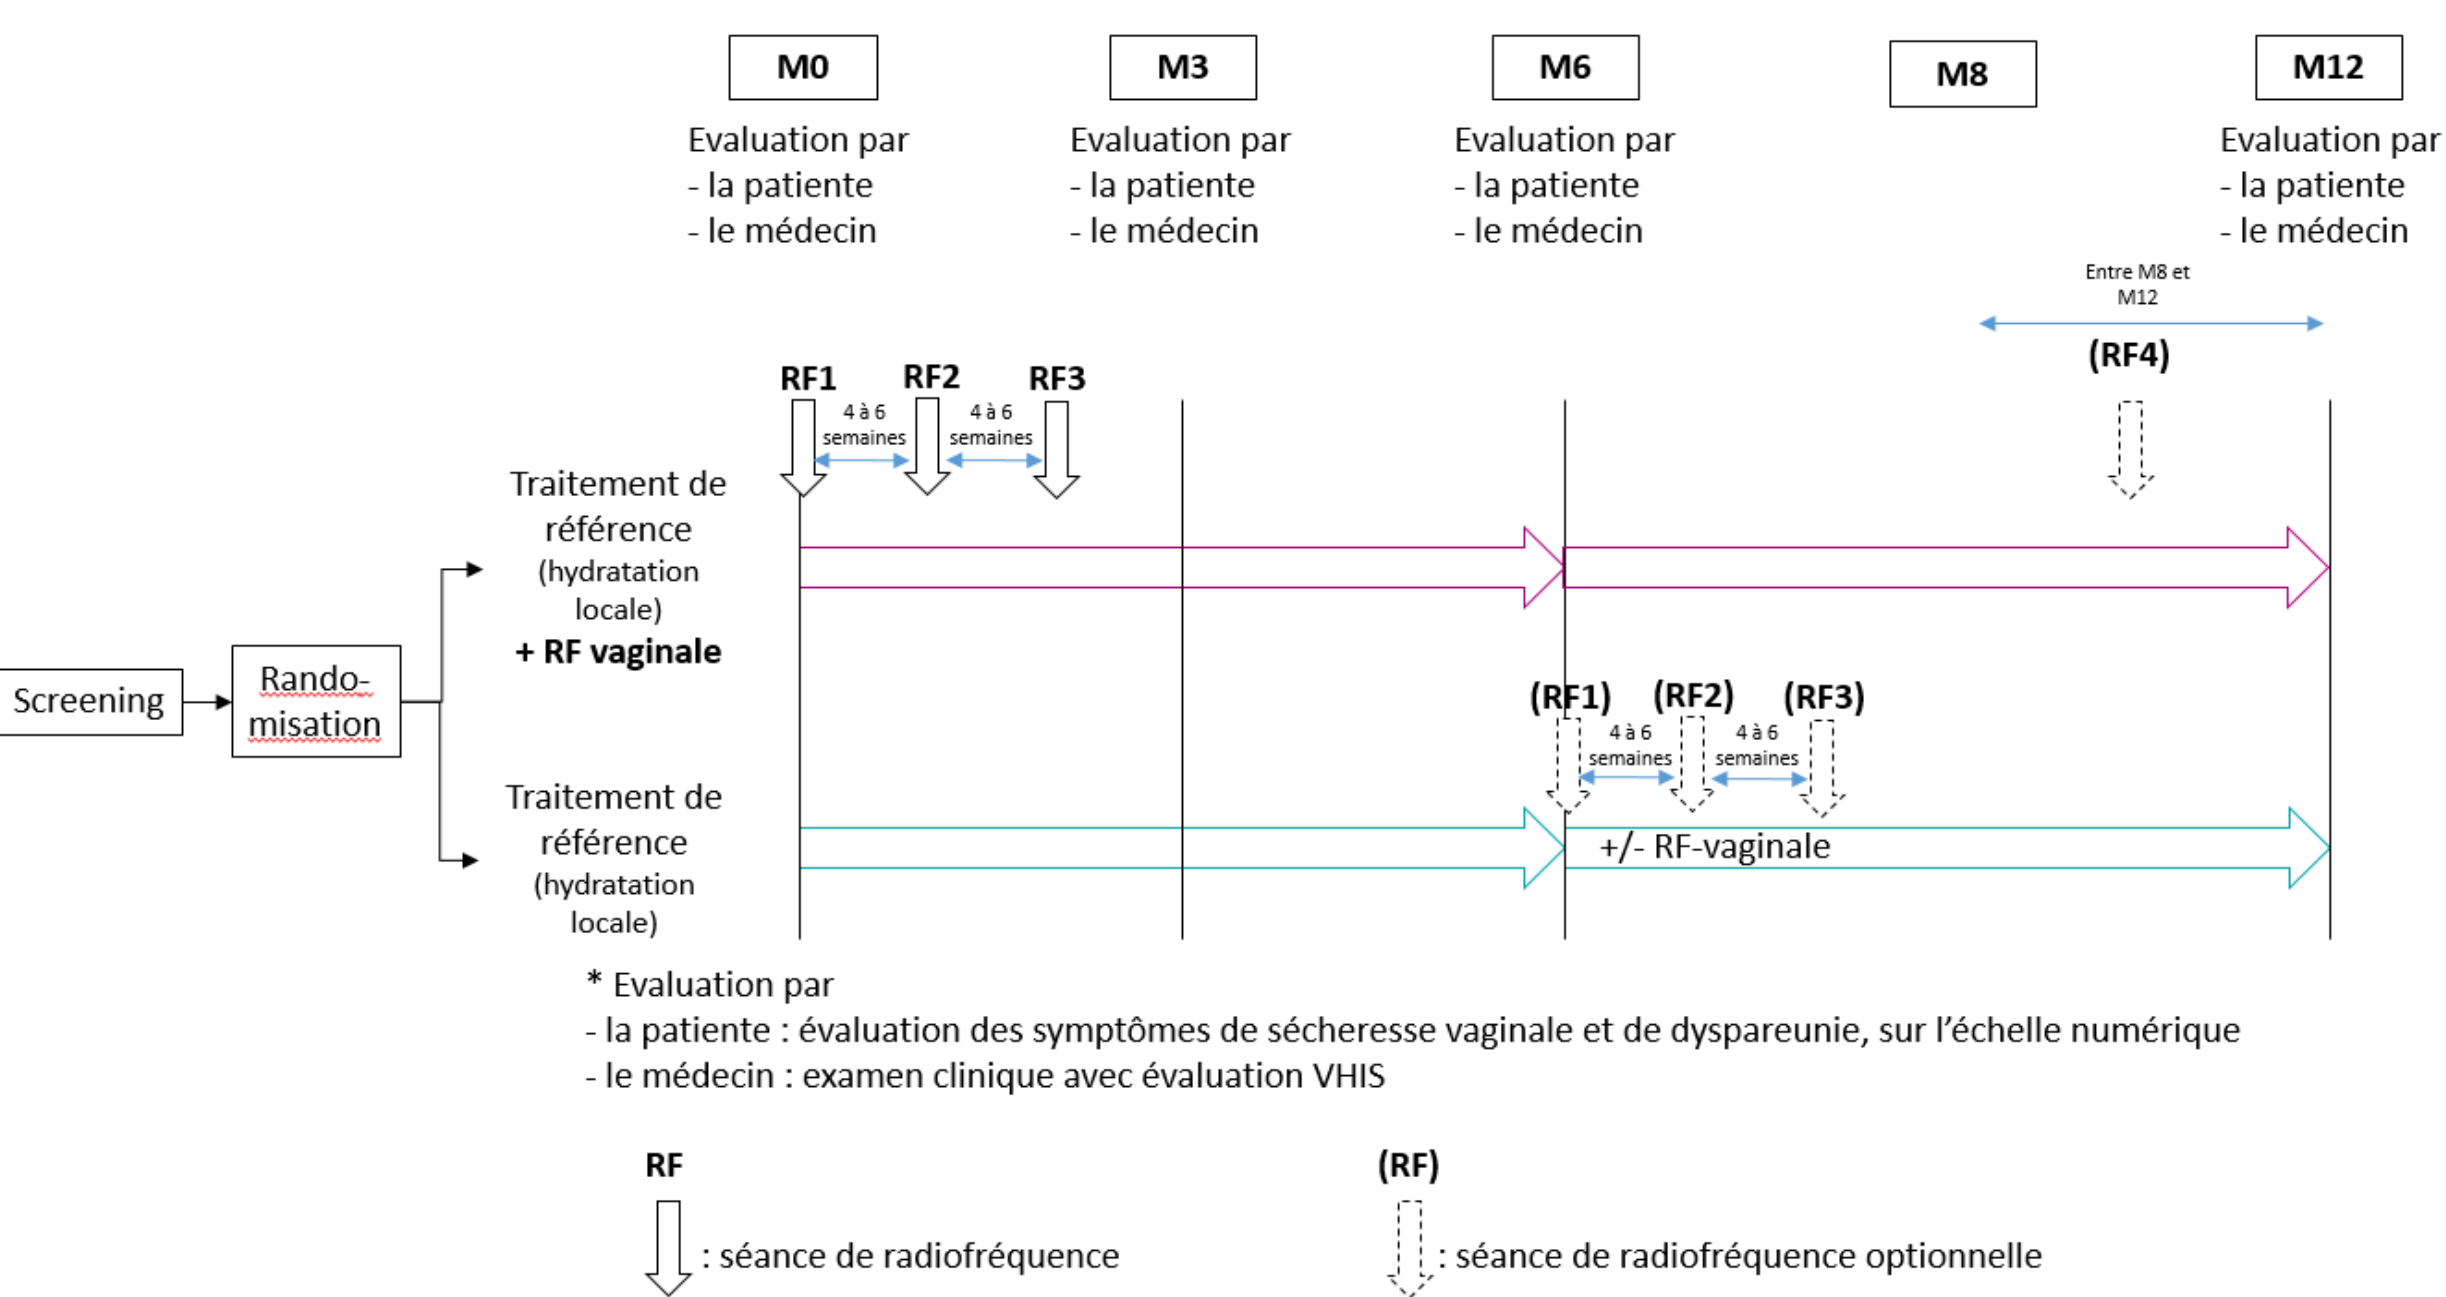 M0
M3
M6
M8
M12
Evaluation par
- la patiente
- le médecin
Evaluation par
- la patiente
- le médecin
Evaluation par
- la patiente
- le médecin
Evaluation par
- la patiente
- le médecin
Entre M8 et
M12
(RF4)
RF1
RF2
RF3
4 à 6
semaines
4 à 6
semaines
Traitement de
référence
(hydratation
locale)
+ RF vaginale
Screening
Rando-
misation
(RF1)
(RF2)
(RF3)
4 à 6
semaines
4 à 6
semaines
Traitement de
référence
(hydratation
locale)
+/- RF-vaginale
* Evaluation par
- la patiente : évaluation des symptômes de sécheresse vaginale et de dyspareunie, sur l’échelle numérique
- le médecin : examen clinique avec évaluation VHIS
RF
: séance de radiofréquence
(RF)
: séance de radiofréquence optionnelle